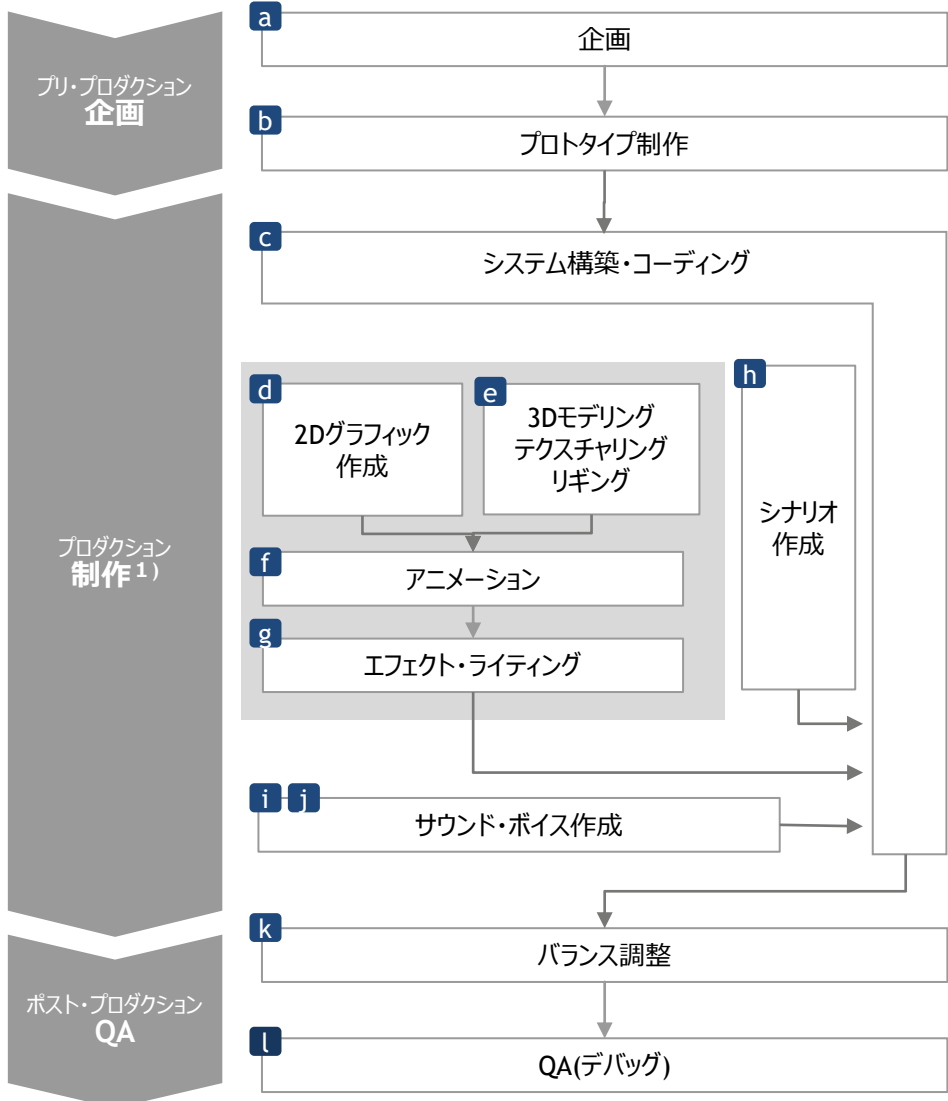 プリ・プロダクション
企画
a
企画
b
プロトタイプ制作
プロダクション
制作1)
c
システム構築・コーディング
d
2Dグラフィック
作成
e
3Dモデリング
テクスチャリング
リギング
h
シナリオ
作成
f
アニメーション
g
エフェクト・ライティング
i j
サウンド・ボイス作成
ポスト・プロダクション
QA
k
バランス調整
l
QA(デバッグ)